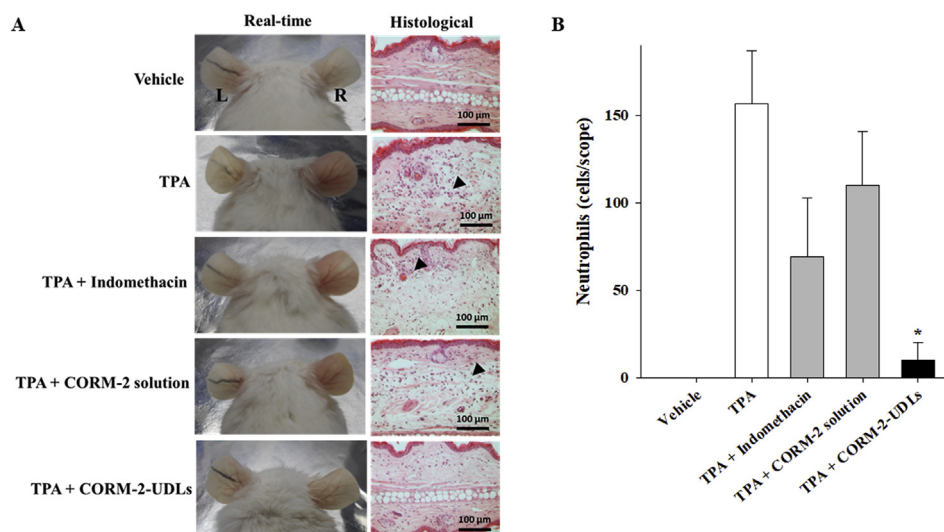 A
Real-time
Histological
Vehicle
L
R
100 µm
TPA
100 µm
TPA + Indomethacin
100 µm
TPA + CORM-2 solution
100 µm
TPA + CORM-2-UDLs
100 µm
B
Neutrophils (cells/scope)
150
100
50
0
*
Vehicle
TPA
TPA + Indomethacin
TPA + CORM-2 solution
TPA + CORM-2-UDLs